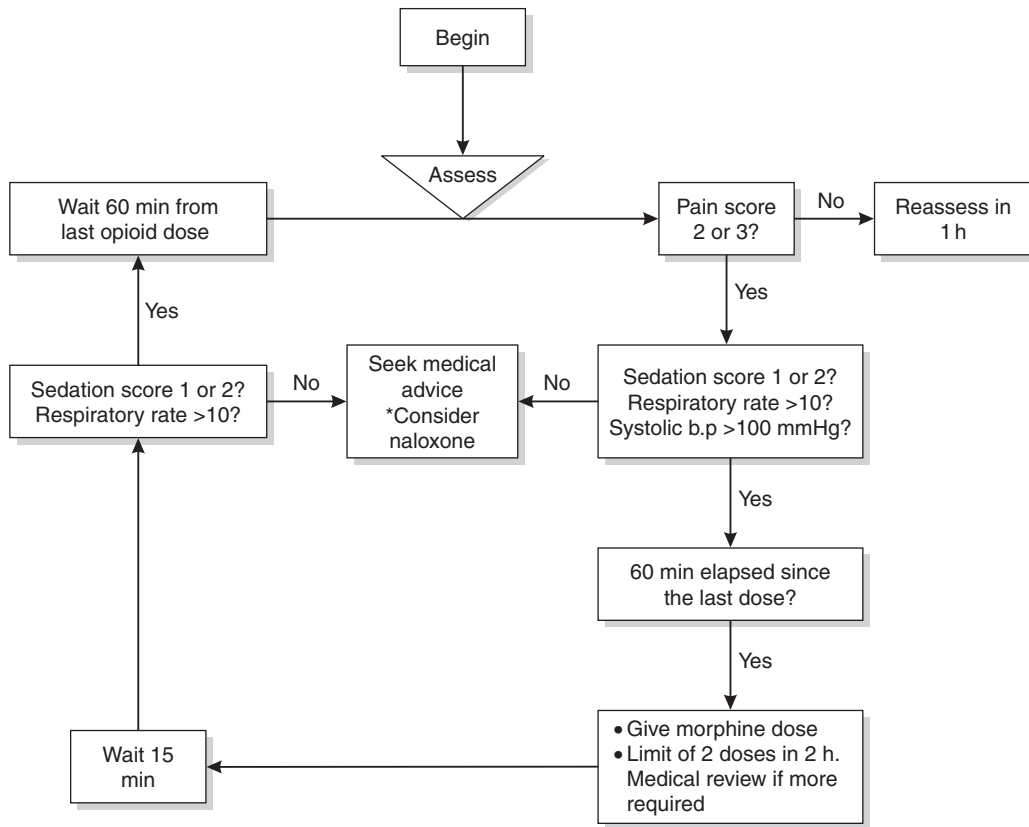 Begin
Assess
Wait 60 min from
last opioid dose
Pain score
2 or 3?
No
Reassess in
1 h
Yes
Yes
Sedation score 1 or 2?
Respiratory rate >10?
No
Seek medical
advice
*Consider
naloxone
No
Sedation score 1 or 2?
Respiratory rate >10?
Systolic b.p >100 mmHg?
Yes
60 min elapsed since
the last dose?
Yes
• Give morphine dose
• Limit of 2 doses in 2 h.
Medical review if more
required
Wait 15
min